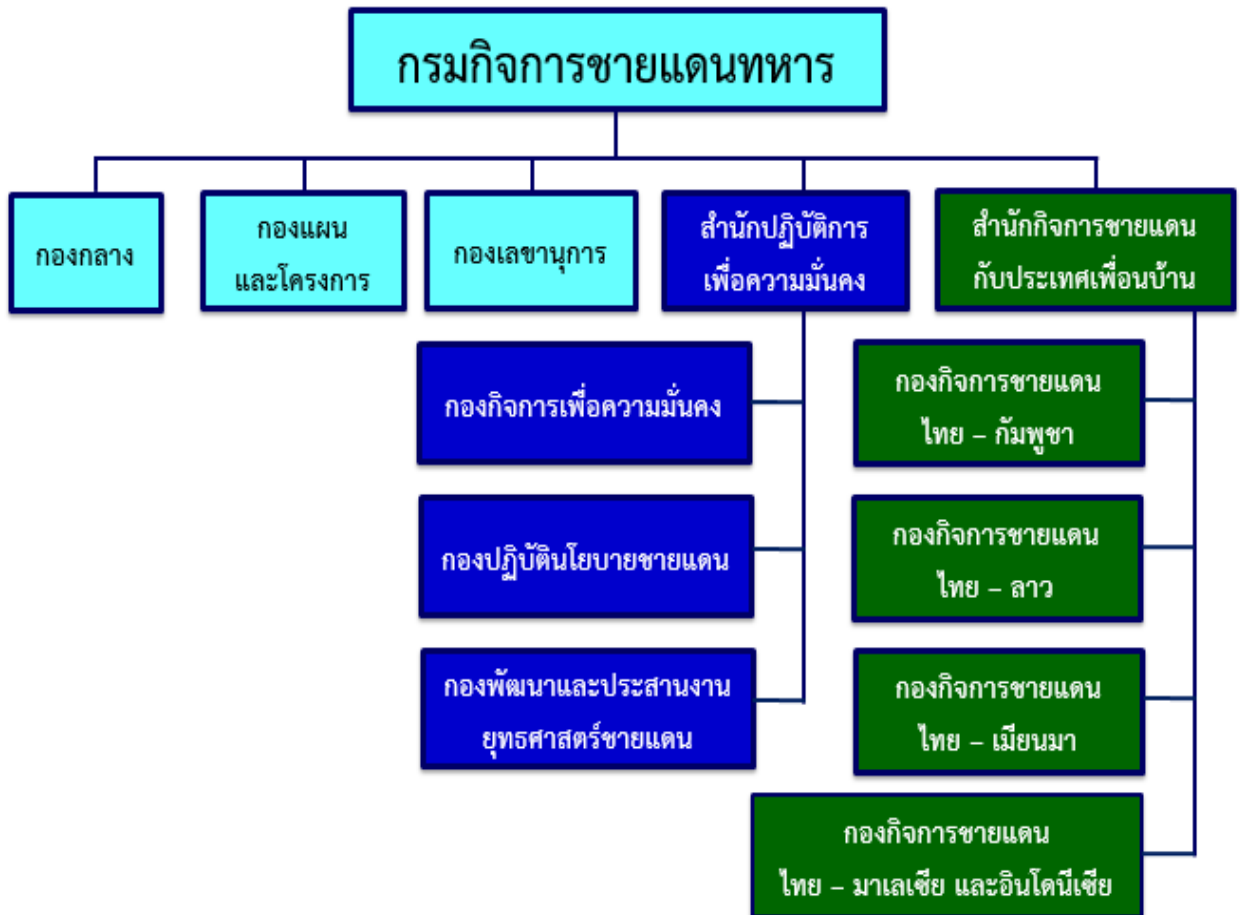 กรมกิจการชายแดนทหาร
กองกลาง
กองแผน
และโครงการ
กองเลขานุการ
สำนักปฏิบัติการ
เพื่อความมั่นคง
สำนักกิจการชายแดน
กับประเทศเพื่อนบ้าน
กองกิจการเพื่อความมั่นคง
กองปฏิบัตินโยบายชายแดน
กองพัฒนาและประสานงาน
ยุทธศาสตร์ชายแดน
กองกิจการชายแดน
ไทย – กัมพูชา
กองกิจการชายแดน
ไทย – ลาว
กองกิจการชายแดน
ไทย – เมียนมา
กองกิจการชายแดน
ไทย – มาเลเซีย และอินโดนีเซีย